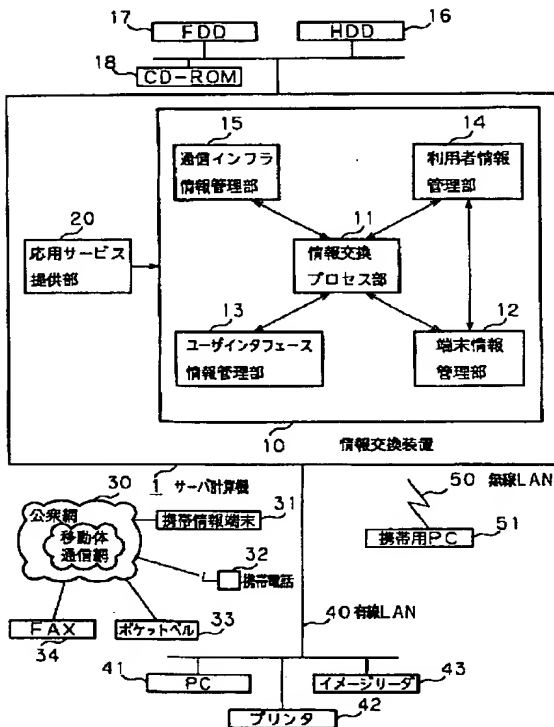 17
FDD
HDD
16
18
CD-ROM
15
通信インフラ
情報管理部
14
利用者情報
管理部
20
応用サービス
提供部
11
情報交換
プロセス部
13
ユーザインタフェース
情報管理部
12
端末情報
管理部
10
情報交換装置
30
1 サーバ計算機
公衆網
移動体
通信網
31
携帯情報端末
32
携帯電話
50 無線LAN
携帯用PC
51
FAX
34
ポケットベル
33
40 有線LAN
41
PC
イメージリーダ
43
プリンタ
42